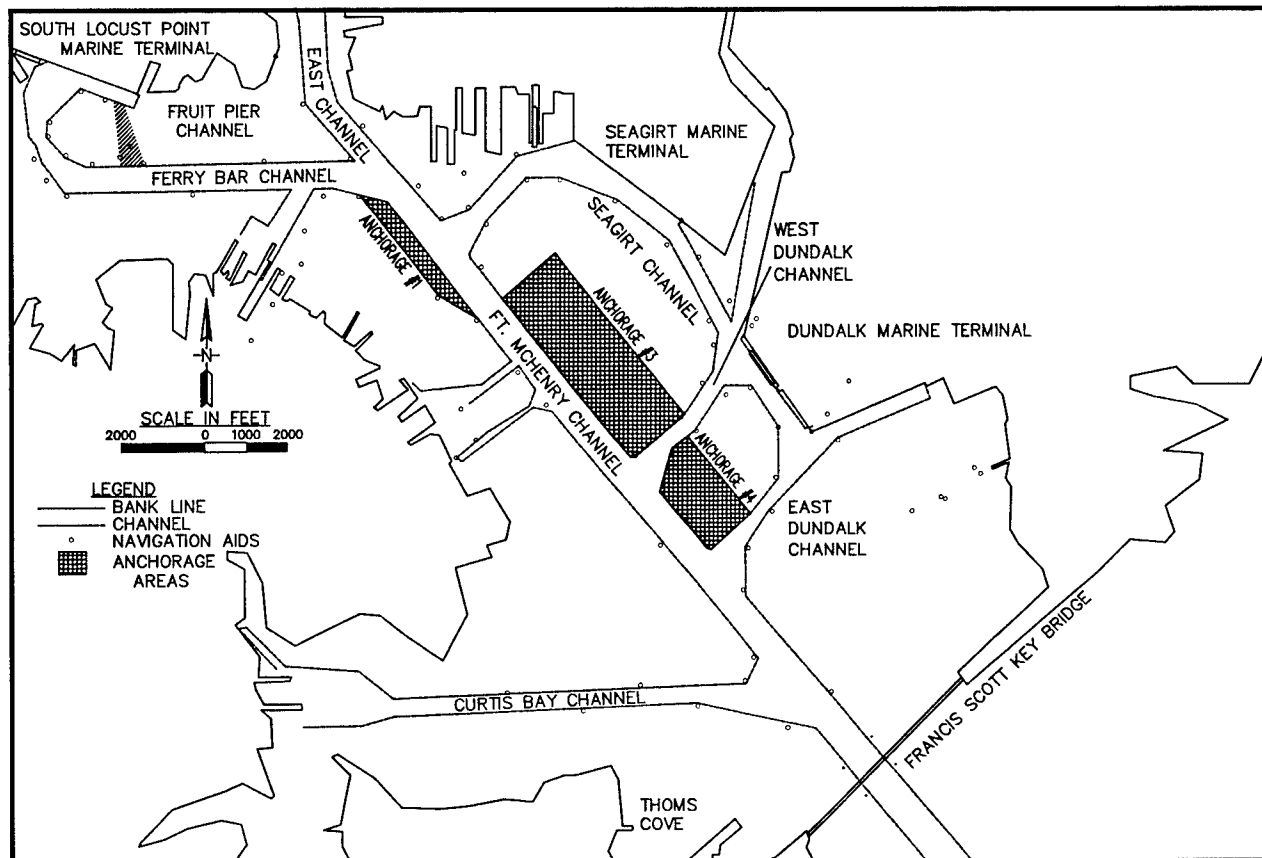 SOUTH LOCUST POINT
MARINE TERMINAL
EAST CHANNEL
FRUIT PIER
CHANNEL
SEAGIRT MARINE
TERMINAL
FERRY BAR CHANNEL
ANCHORAGE #1
SEAGIRT CHANNEL
WEST
DUNDALK
CHANNEL
ANCHORAGE #3
DUNDALK MARINE TERMINAL
FT. MCHENRY CHANNEL
N
SCALE IN FEET
2000 0 1000 2000
ANCHORAGE #4
LEGEND
BANK LINE
CHANNEL
NAVIGATION AIDS
ANCHORAGE
AREAS
EAST
DUNDALK
CHANNEL
FRANCIS SCOTT KEY BRIDGE
CURTIS BAY CHANNEL
THOMS
COVE